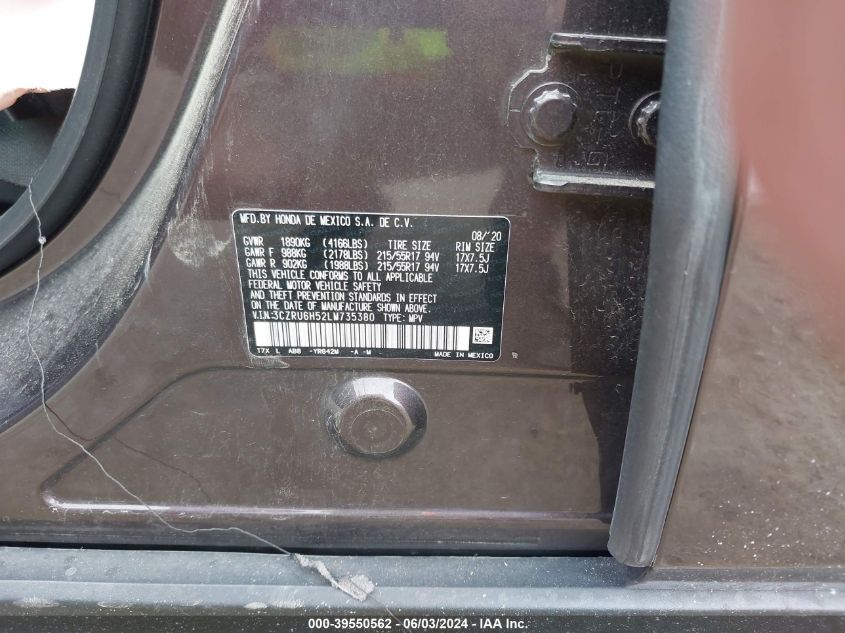 MFD.BY HONDA DE MEXICO S.A. DE C.V. 08/'20
GVWR 1890KG (4166LBS) TIRE SIZE RIM SIZE
GAWR F 988KG (2178LBS) 215/55R17 94V 17X7.5J
GAWR R 902KG (1988LBS) 215/55R17 94V 17X7.5J
THIS VEHICLE CONFORMS TO ALL APPLICABLE
FEDERAL MOTOR VEHICLE SAFETY
AND THEFT PREVENTION STANDARDS IN EFFECT
ON THE DATE OF MANUFACTURE SHOWN ABOVE.
V.I.N:3CZRU6H52LM735380 TYPE: MPV
T7X L ABB -YR642M -A -M MADE IN MEXICO
000-39550562 - 06/03/2024 - © IAA, Inc.